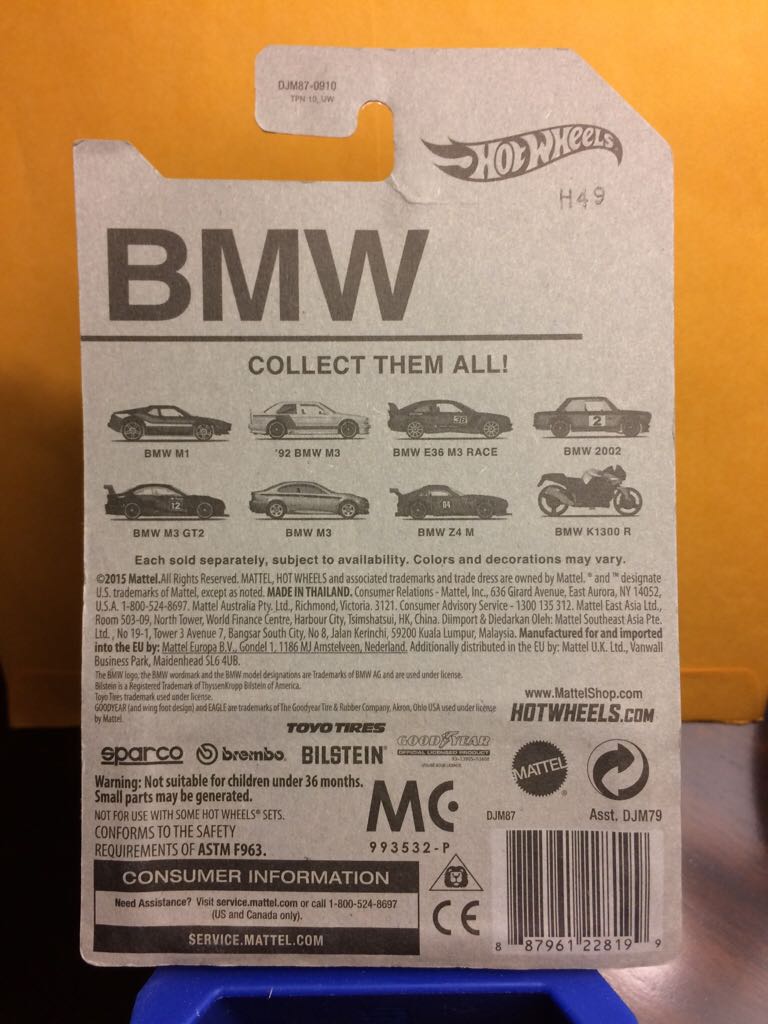 DJM87-0910
TPN 10, UW
HOT WHEELS
H49
BMW
COLLECT THEM ALL!
38
2
BMW M1
'92 BMW M3
BMW E36 M3 RACE
BMW 2002
12
04
BMW M3 GT2
BMW M3
BMW Z4 M
BMW K1300 R
Each sold separately, subject to availability. Colors and decorations may vary.
©2015 Mattel.All Rights Reserved. MATTEL, HOT WHEELS and associated trademarks and trade dress are owned by Mattel. ® and ™ designate
U.S. trademarks of Mattel, except as noted. MADE IN THAILAND. Consumer Relations - Mattel, Inc., 636 Girard Avenue, East Aurora, NY 14052,
U.S.A. 1-800-524-8697. Mattel Australia Pty. Ltd., Richmond, Victoria. 3121. Consumer Advisory Service - 1300 135 312. Mattel East Asia Ltd.,
Room 503-09, North Tower, World Finance Centre, Harbour City, Tsimshatsui, HK, China. Diimport & Diedarkan Oleh: Mattel Southeast Asia Pte.
Ltd., No 19-1, Tower 3 Avenue 7, Bangsar South City, No 8, Jalan Kerinchi, 59200 Kuala Lumpur, Malaysia. Manufactured for and imported
into the EU by: Mattel Europa B.V., Gondel 1, 1186 MJ Amstelveen, Nederland. Additionally distributed in the EU by: Mattel U.K. Ltd., Vanwall
Business Park, Maidenhead SL6 4UB.
The BMW logo, the BMW wordmark and the BMW model designations are Trademarks of BMW AG and are used under license.
Bilstein is a Registered Trademark of ThyssenKrupp Bilstein of America.
Toyo Tires trademark used under license.
GOODYEAR (and wing foot design) and EAGLE are trademarks of The Goodyear Tire & Rubber Company, Akron, Ohio USA used under license
by Mattel.
www.MattelShop.com
HOTWHEELS.COM
TOYO TIRES
sparco brembo. BILSTEIN®
GOODYEAR
OFFICIAL LICENSED PRODUCT
MATTEL
®
Warning: Not suitable for children under 36 months.
Small parts may be generated.
NOT FOR USE WITH SOME HOT WHEELS® SETS.
CONFORMS TO THE SAFETY
REQUIREMENTS OF ASTM F963.
MC
993532-P
DJM87
Asst. DJM79
CONSUMER INFORMATION
Need Assistance? Visit service.mattel.com or call 1-800-524-8697
(US and Canada only).
SERVICE.MATTEL.COM
CE
8 87961 22819 9